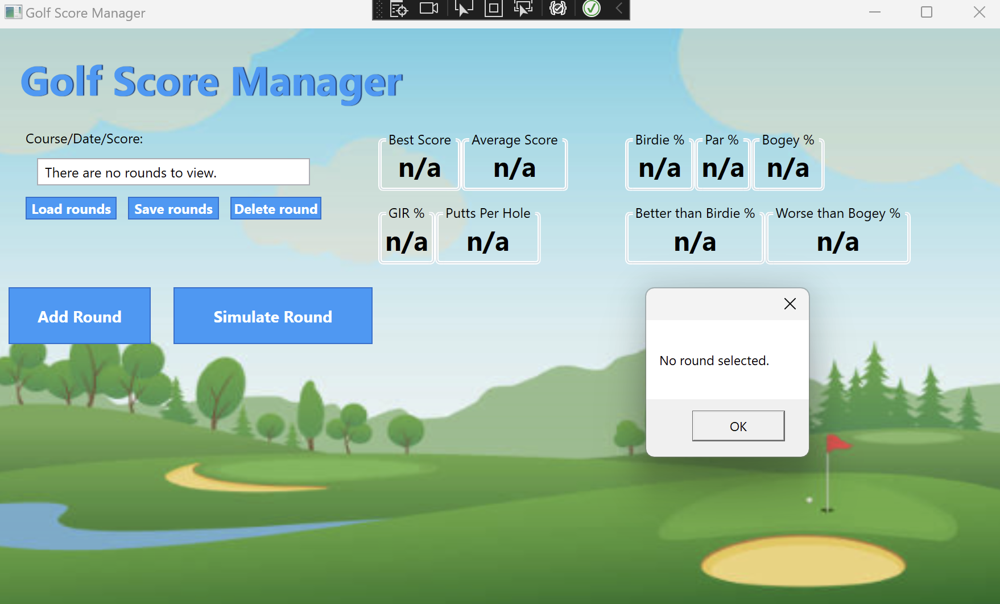 Golf Score Manager
Golf Score Manager
Course/Date/Score:
There are no rounds to view.
Load rounds
Save rounds
Delete round
Best Score
n/a
Average Score
n/a
Birdie %
n/a
Par %
n/a
Bogey %
n/a
GIR %
n/a
Putts Per Hole
n/a
Better than Birdie %
n/a
Worse than Bogey %
n/a
Add Round
Simulate Round
No round selected.
OK